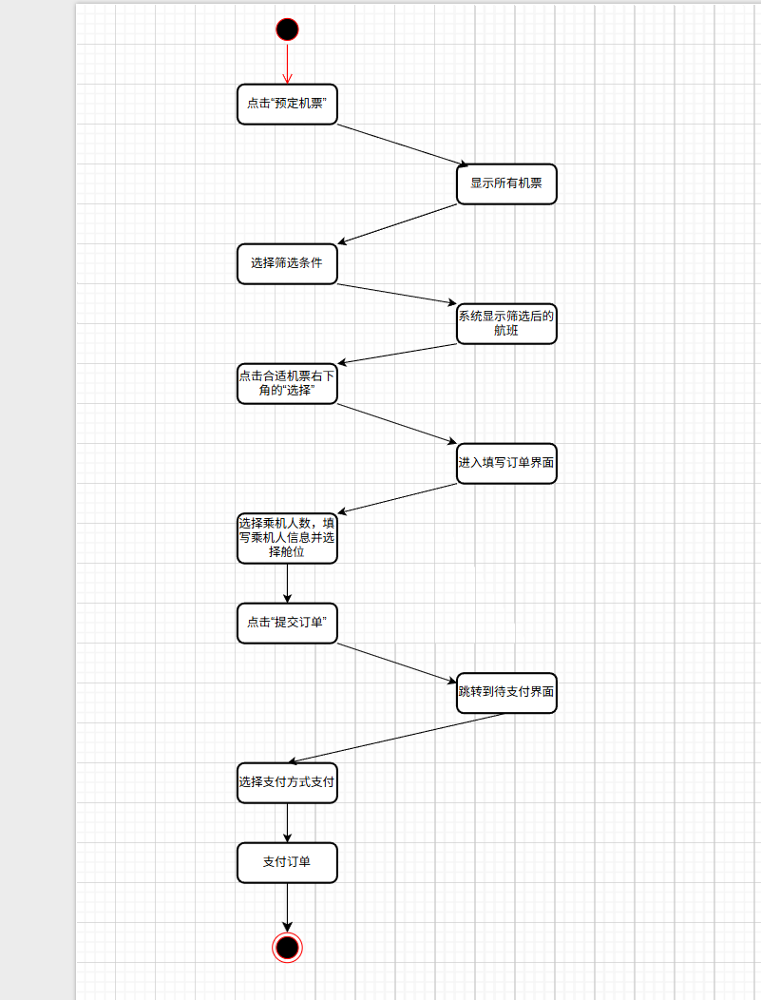 点击“预定机票”
显示所有机票
选择筛选条件
系统显示筛选后的
航班
点击合适机票右下
角的“选择”
进入填写订单界面
选择乘机人数，填
写乘机人信息并选
择舱位
点击“提交订单”
跳转到待支付界面
选择支付方式支付
支付订单